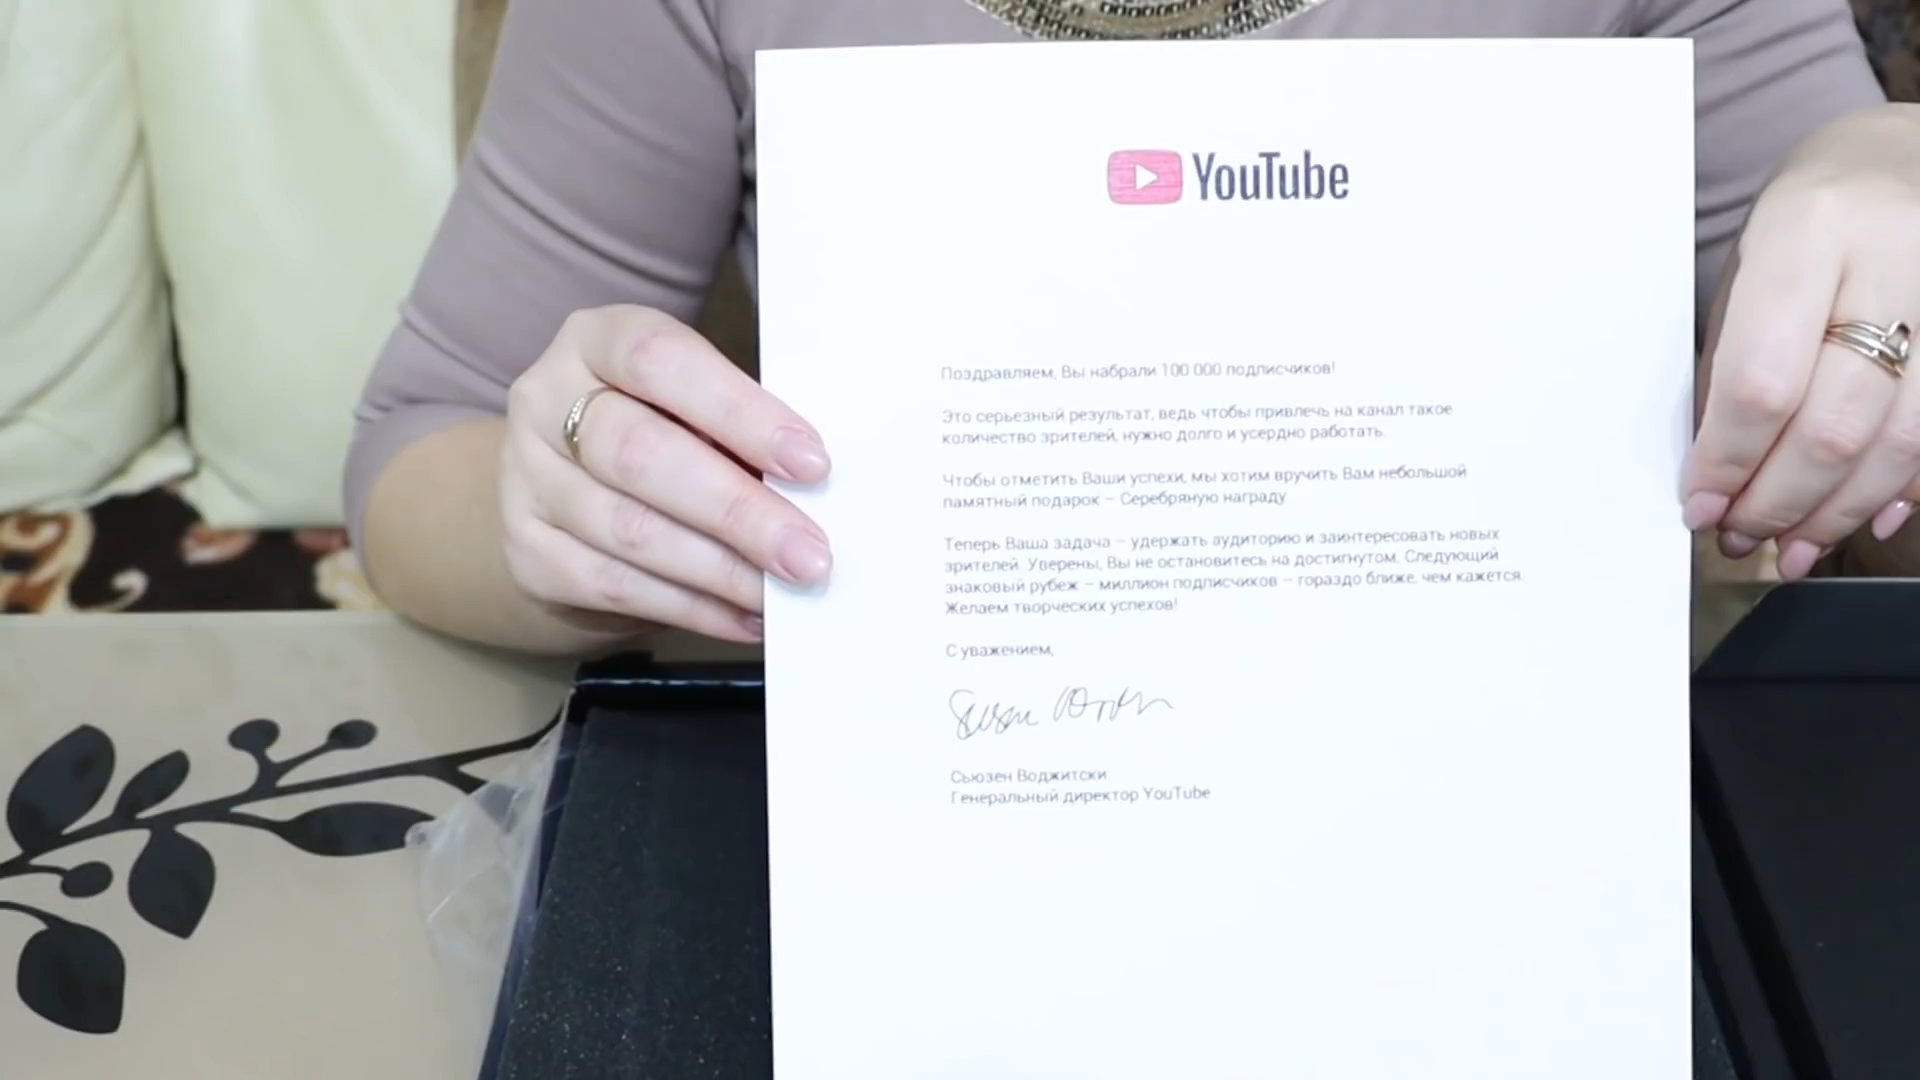 YouTube
Поздравляем, Вы набрали 100 000 подписчиков!
Это серьезный результат, ведь чтобы привлечь на канал такое
количество зрителей, нужно долго и усердно работать.
Чтобы отметить Ваши успехи, мы хотим вручить Вам небольшой
памятный подарок – Серебряную награду
Теперь Ваша задача – удержать аудиторию и заинтересовать новых
зрителей. Уверены, Вы не остановитесь на достигнутом. Следующий
знаковый рубеж – миллион подписчиков – гораздо ближе, чем кажется.
Желаем творческих успехов!
С уважением,
Сьюзен Воджитски
Генеральный директор YouTube